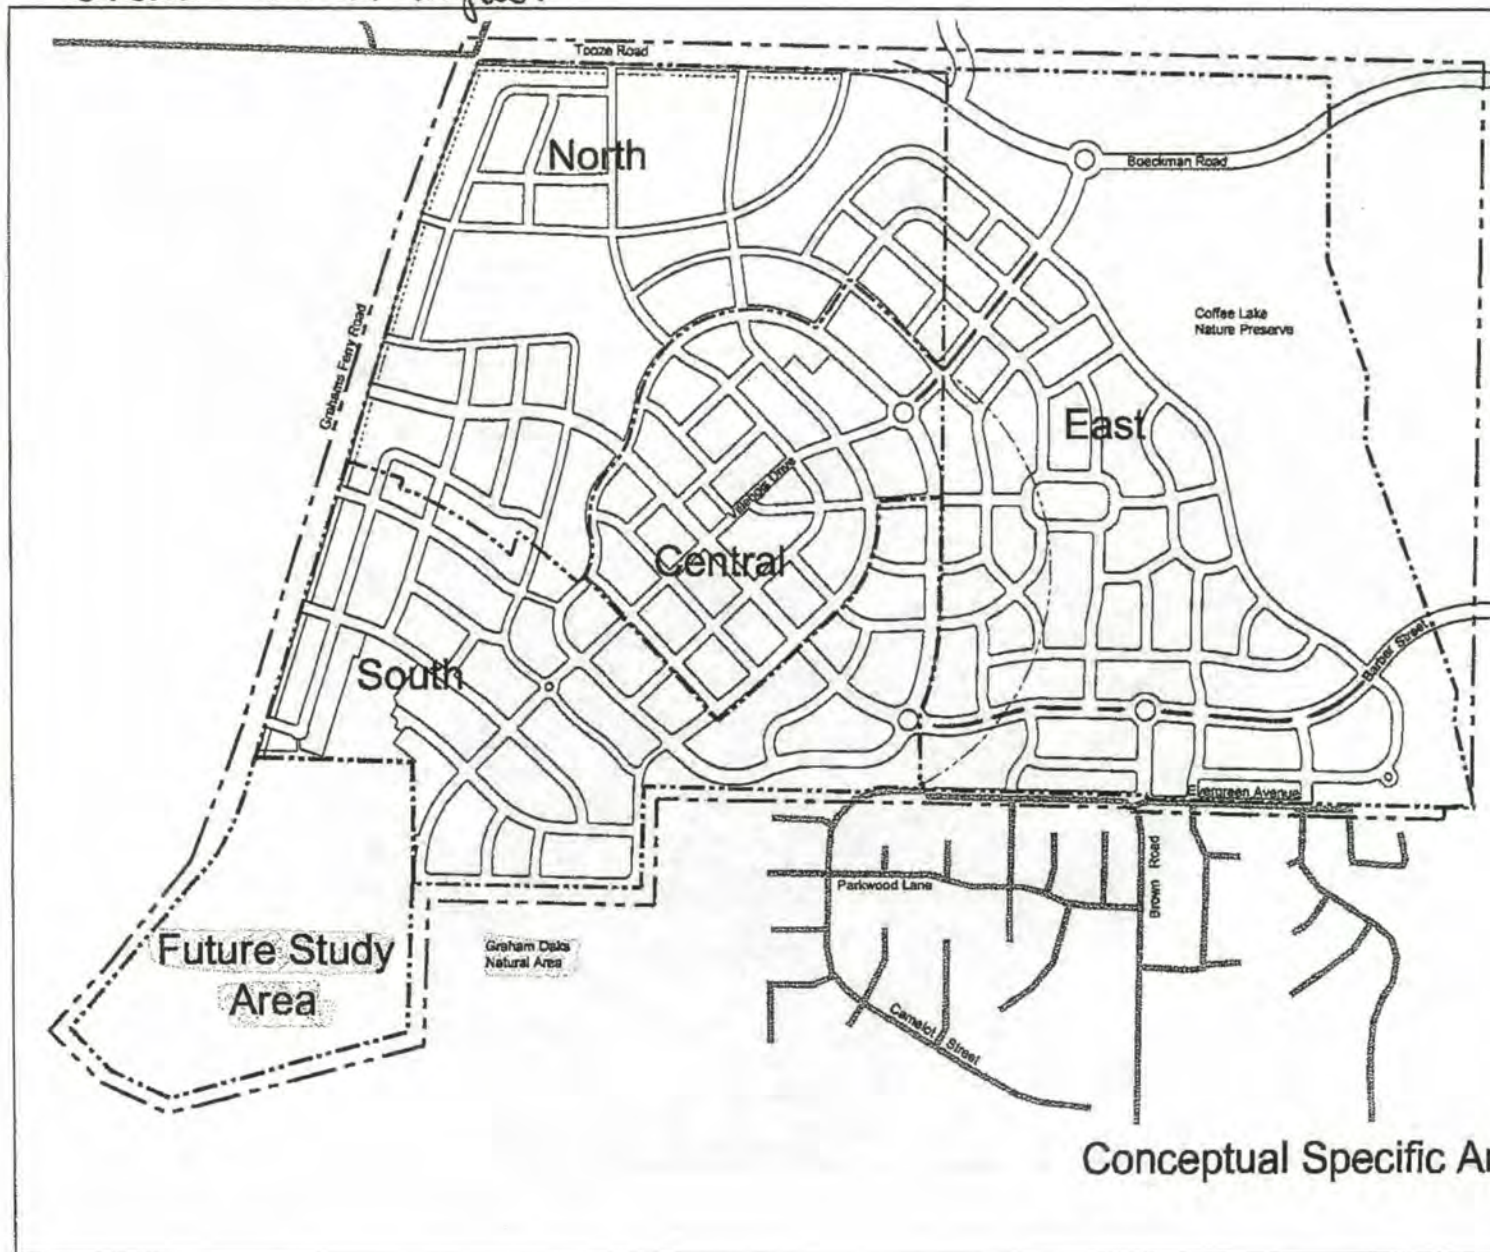 Tooze Road
North
Boeckman Road
Coffee Lake
Nature Preserve
Grahams Ferry Road
East
Drive
Central
South
Barber Street
Evergreen Avenue
Parkwood Lane
Brown Road
Future Study
Area
Graham Oaks
Natural Area
Camelot Street
Conceptual Specific Ar